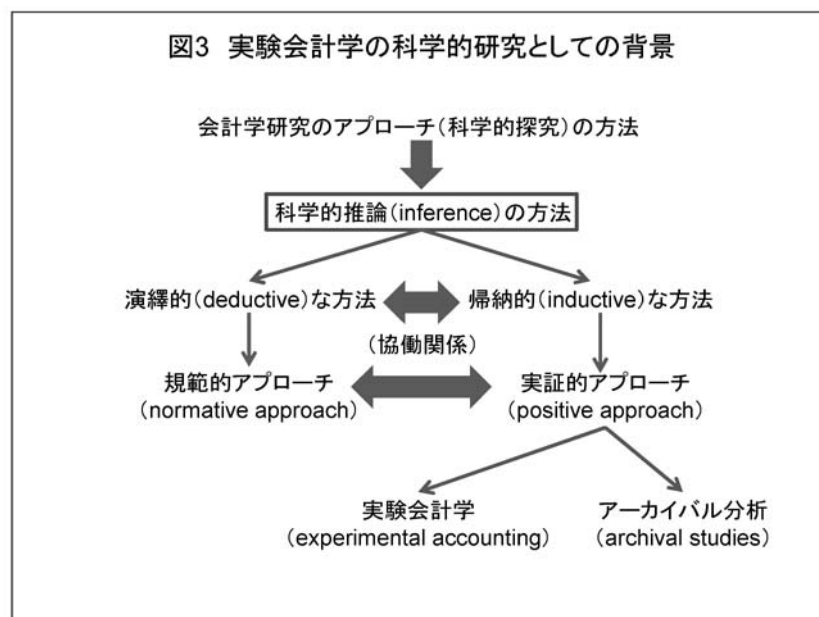 図3 実験会計学の科学的研究としての背景
会計学研究のアプローチ（科学的探究）の方法
科学的推論（inference）の方法
演繹的（deductive）な方法
帰納的（inductive）な方法
（協働関係）
規範的アプローチ
（normative approach）
実証的アプローチ
（positive approach）
実験会計学
（experimental accounting）
アーカイバル分析
（archival studies）